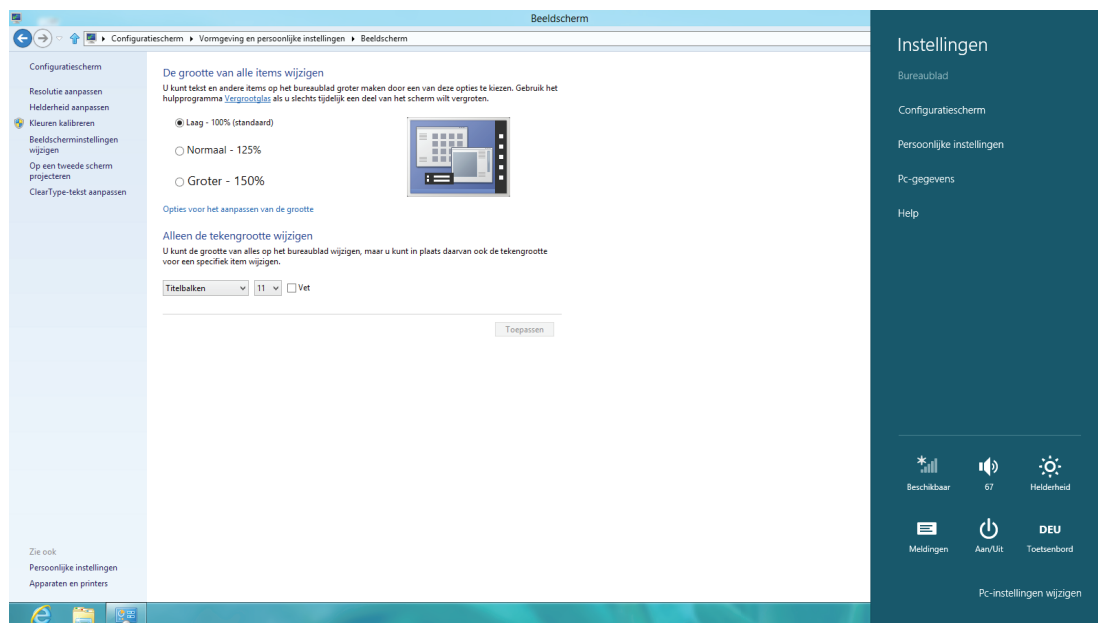 Beeldscherm
Configuratiescherm Vormgeving en persoonlijke instellingen Beeldscherm
Configuratiescherm
Resolutie aanpassen
Helderheid aanpassen
Kleuren kalibreren
Beeldscherminstellingen
wijzigen
Op een tweede scherm
projecteren
ClearType-tekst aanpassen
Zie ook
Persoonlijke instellingen
Apparaten en printers
De grootte van alle items wijzigen
U kunt tekst en andere items op het bureaublad groter maken door een van deze opties te kiezen. Gebruik het
hulpprogramma Vergrootglas als u slechts tijdelijk een deel van het scherm wilt vergroten.
Laag - 100% (standaard)
Normaal - 125%
Groter - 150%
Opties voor het aanpassen van de grootte
Alleen de tekengrootte wijzigen
U kunt de grootte van alles op het bureaublad wijzigen, maar u kunt in plaats daarvan ook de tekengrootte
voor een specifiek item wijzigen.
Titelbalken 11 Vet
Toepassen
Instellingen
Bureaublad
Configuratiescherm
Persoonlijke instellingen
Pc-gegevens
Help
Beschikbaar 67 Helderheid
DEU
Meldingen Aan/Uit Toetsenbord
Pc-instellingen wijzigen